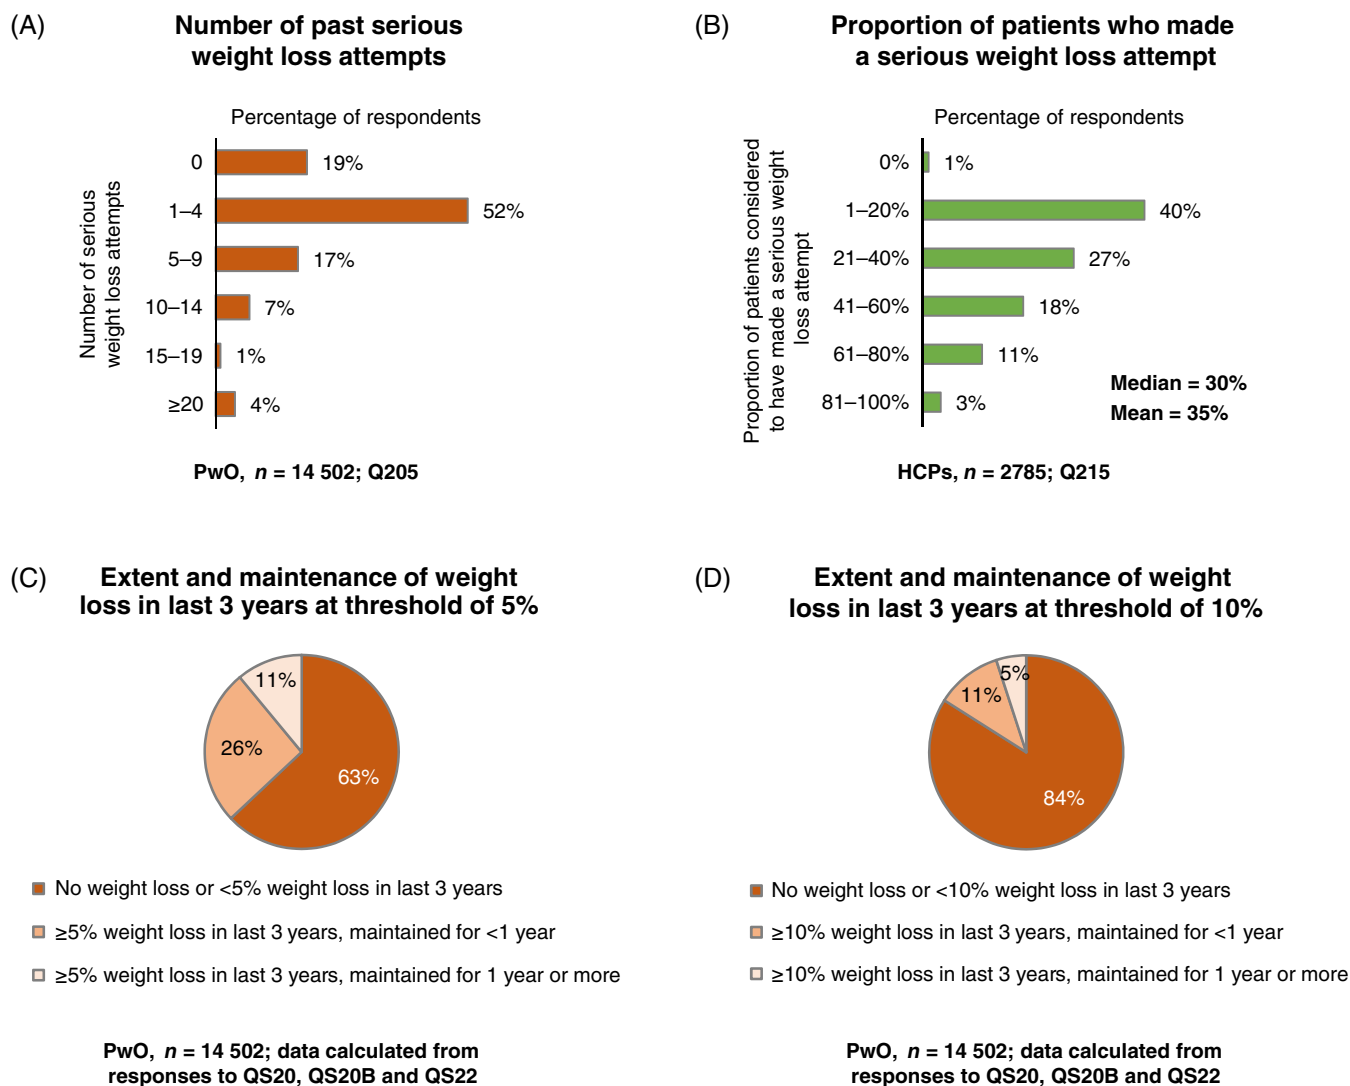 (A)
Number of past serious
weight loss attempts
Percentage of respondents
Number of serious
weight loss attempts
0
19%
1–4
52%
5–9
17%
10–14
7%
15–19
1%
≥20
4%
PwO, n = 14 502; Q205
(B)
Proportion of patients who made
a serious weight loss attempt
Percentage of respondents
Proportion of patients considered
to have made a serious weight
loss attempt
0%
1%
1–20%
40%
21–40%
27%
41–60%
18%
61–80%
11%
81–100%
3%
Median = 30%
Mean = 35%
HCPs, n = 2785; Q215
(C)
Extent and maintenance of weight
loss in last 3 years at threshold of 5%
11%
26%
63%
No weight loss or <5% weight loss in last 3 years
≥5% weight loss in last 3 years, maintained for <1 year
≥5% weight loss in last 3 years, maintained for 1 year or more
PwO, n = 14 502; data calculated from
responses to QS20, QS20B and QS22
(D)
Extent and maintenance of weight
loss in last 3 years at threshold of 10%
5%
11%
84%
No weight loss or <10% weight loss in last 3 years
≥10% weight loss in last 3 years, maintained for <1 year
≥10% weight loss in last 3 years, maintained for 1 year or more
PwO, n = 14 502; data calculated from
responses to QS20, QS20B and QS22